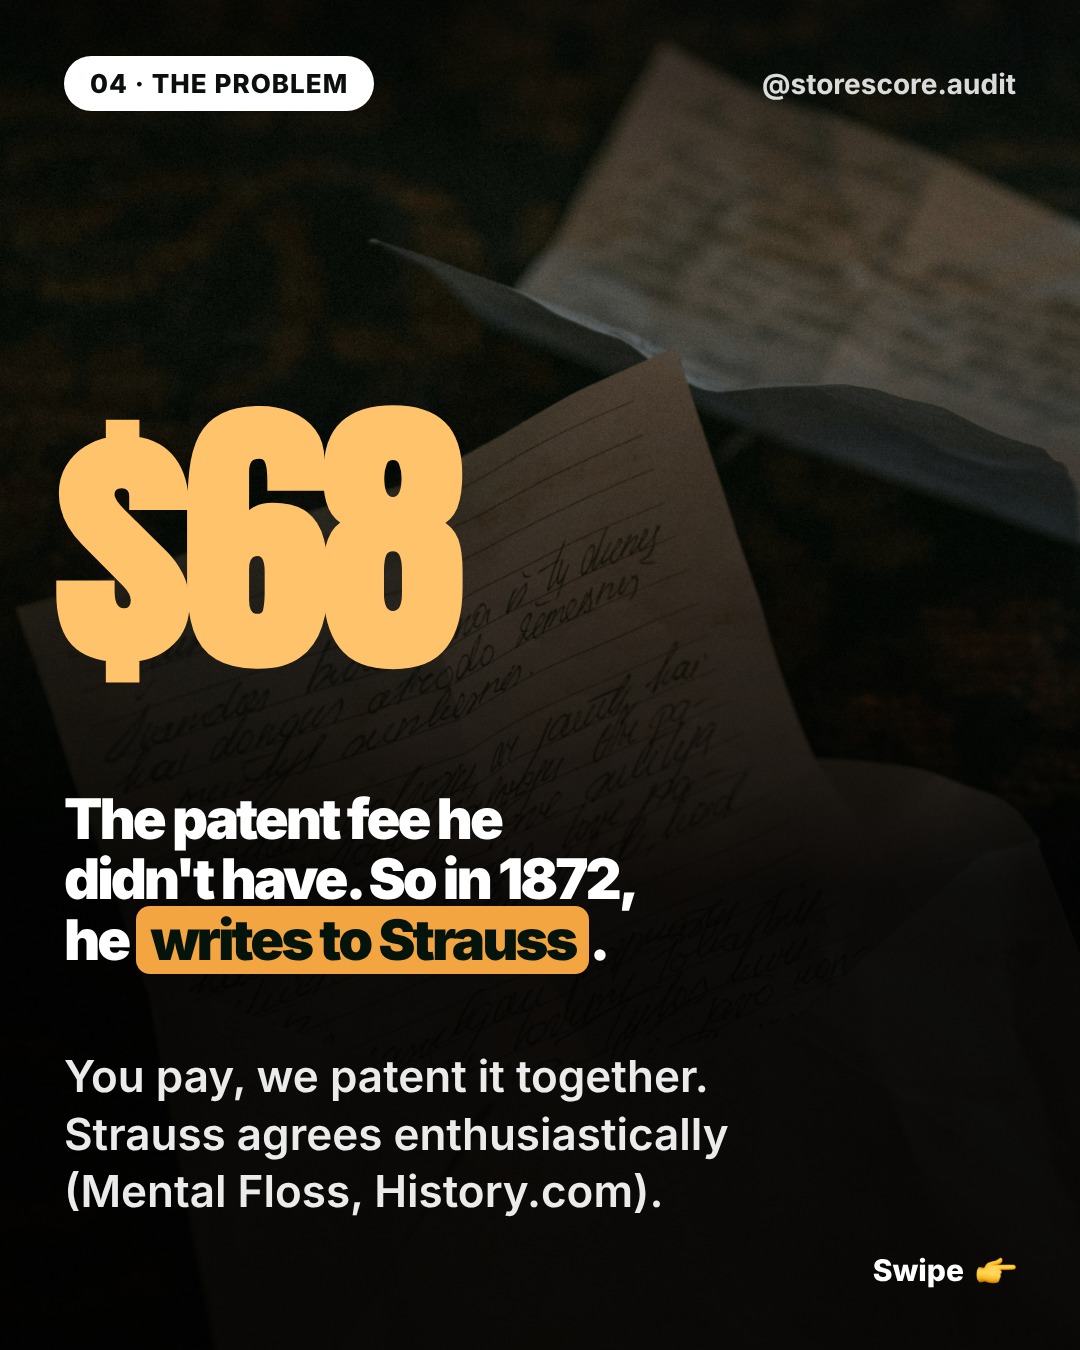 04 · THE PROBLEM
@storescore.audit
$68
The patent fee he
didn't have. So in 1872,
he writes to Strauss.
You pay, we patent it together.
Strauss agrees enthusiastically
(Mental Floss, History.com).
Swipe 👉